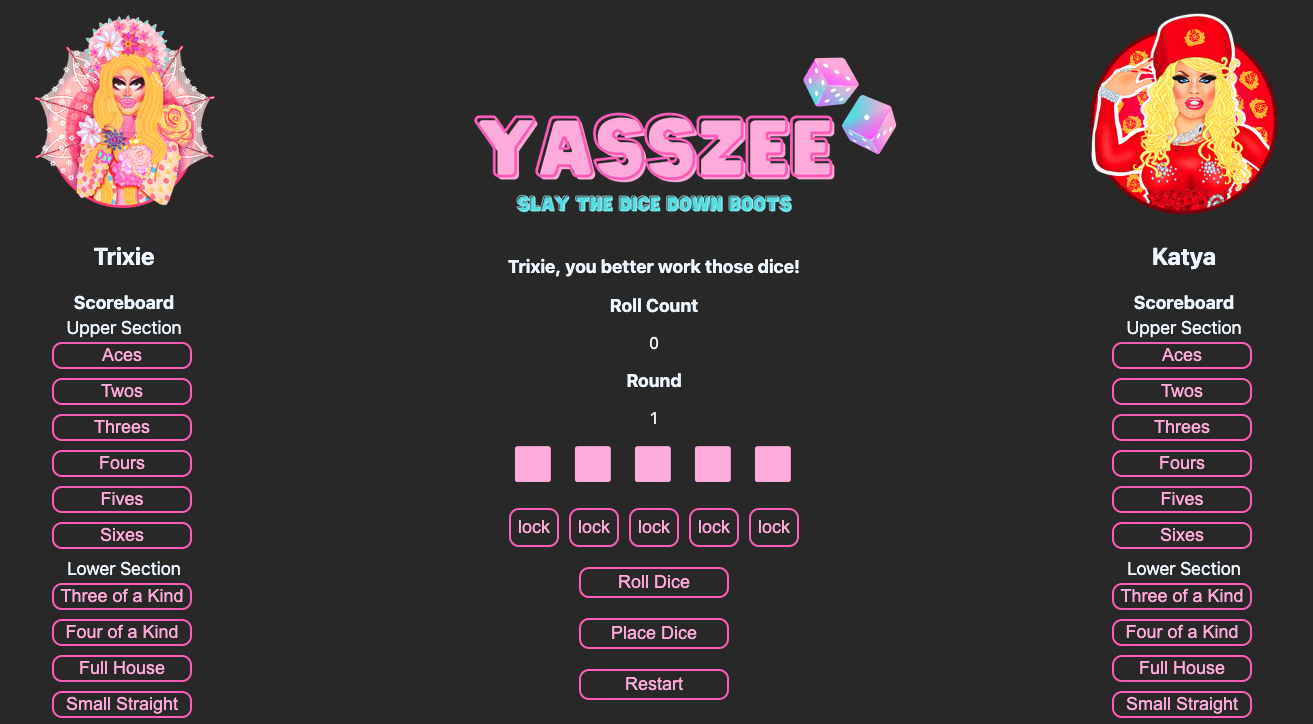 YASSZEE
SLAY THE DICE DOWN BOOTS
Trixie
Scoreboard
Upper Section
Aces
Twos
Threes
Fours
Fives
Sixes
Lower Section
Three of a Kind
Four of a Kind
Full House
Small Straight
Trixie, you better work those dice!
Roll Count
0
Round
1
lock lock lock lock lock
Roll Dice
Place Dice
Restart
Katya
Scoreboard
Upper Section
Aces
Twos
Threes
Fours
Fives
Sixes
Lower Section
Three of a Kind
Four of a Kind
Full House
Small Straight